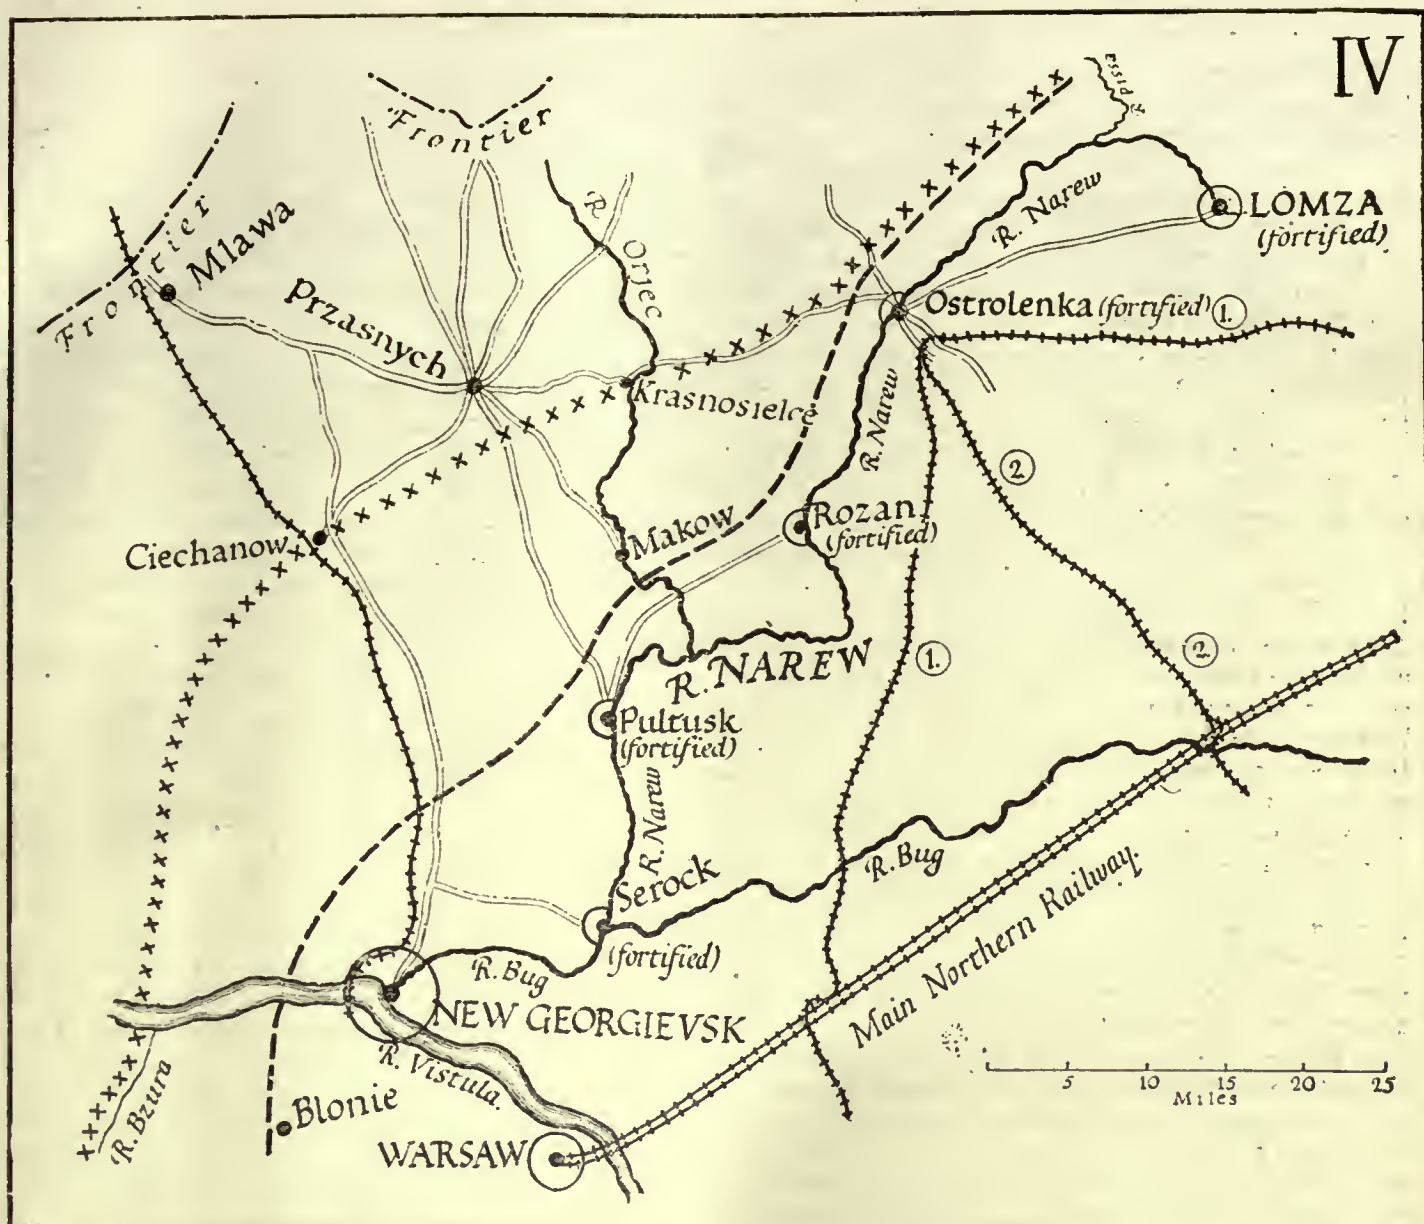 IV
Frontier
Frontier
Mlawa
Przasnych
R. Orjec
R. Pissa
R. Narew
LOMZA
(fortified)
Ostrolenka (fortified) 1.
Krasnosielce
R. Narew
2
Ciechanow
Makow
Rozan
(fortified)
R. NAREW
1.
2
Pultusk
(fortified)
R. Narew
Serock
(fortified)
R. Bug
R. Bug
NEW GEORGIEVSK
Main Northern Railway.
R. Vistula.
R. Bzura
Blonie
WARSAW
5 10 15 20 25
Miles